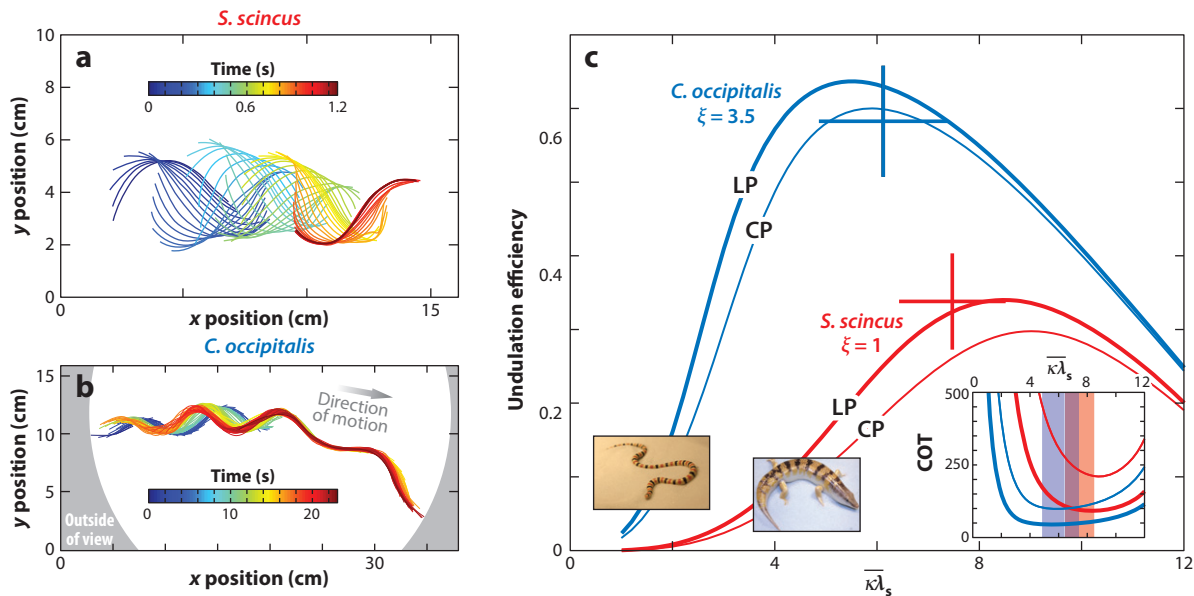 S. scincus
a
Time (s)
0 0.6 1.2
10
8
6
4
2
0
y position (cm)
0 15
x position (cm)
C. occipitalis
b
Direction
of motion
Time (s)
0 10 20
Outside
of view
15
10
5
0
y position (cm)
0 30
x position (cm)
c
C. occipitalis
ξ = 3.5
LP
CP
S. scincus
ξ = 1
LP
CP
0.6
0.4
0.2
0
Undulation efficiency
4 8 12
κλs
κλs
0 4 8 12
500
250
0
COT